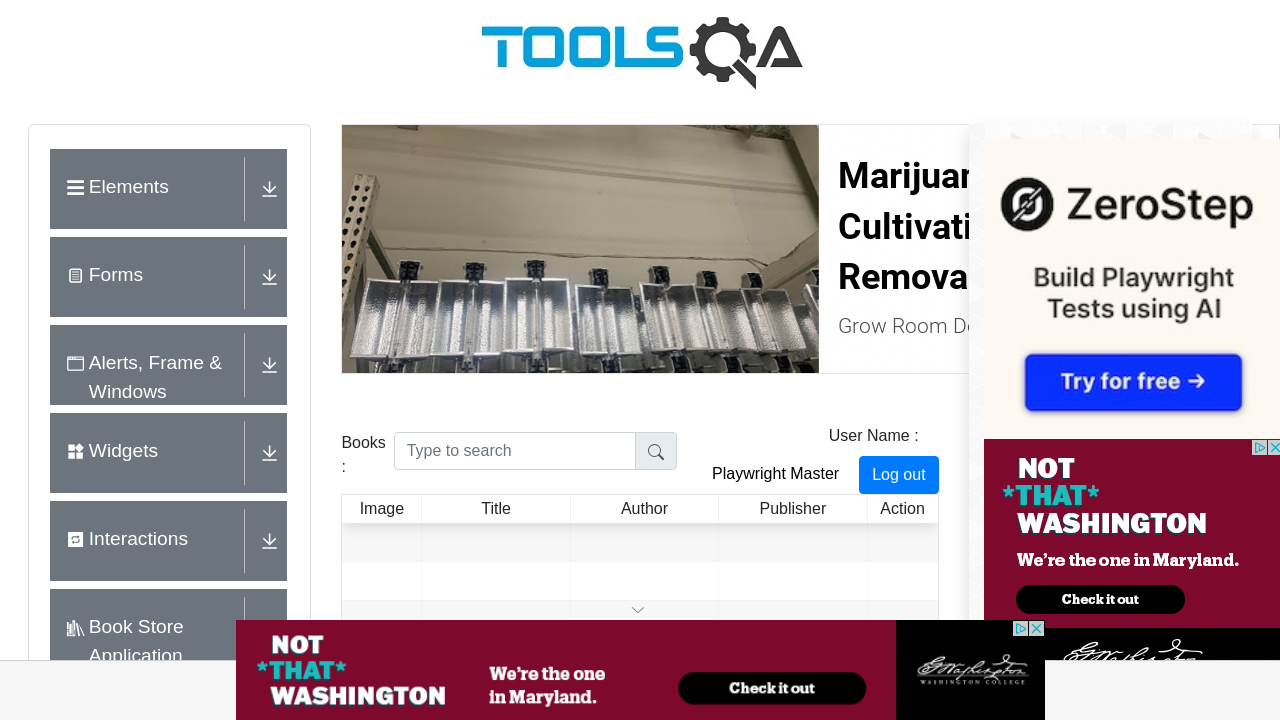 TOOLSQA
Elements
Forms
Alerts, Frame &
Windows
Widgets
Interactions
Book Store
Application
Cultivati
Remova
Grow Room De
ZeroStep
Build Playwright
Tests using AI
Try for free →
Books
:
Type to search
User Name :
Playwright Master
Log out
Image
Title
Author
Publisher
Action
NOT
*THAT*
WASHINGTON
We're the one in Maryland.
Check it out
NOT
*THAT*
WASHINGTON
We're the one
in Maryland.
Check it out
WASHINGTON COLLEGE